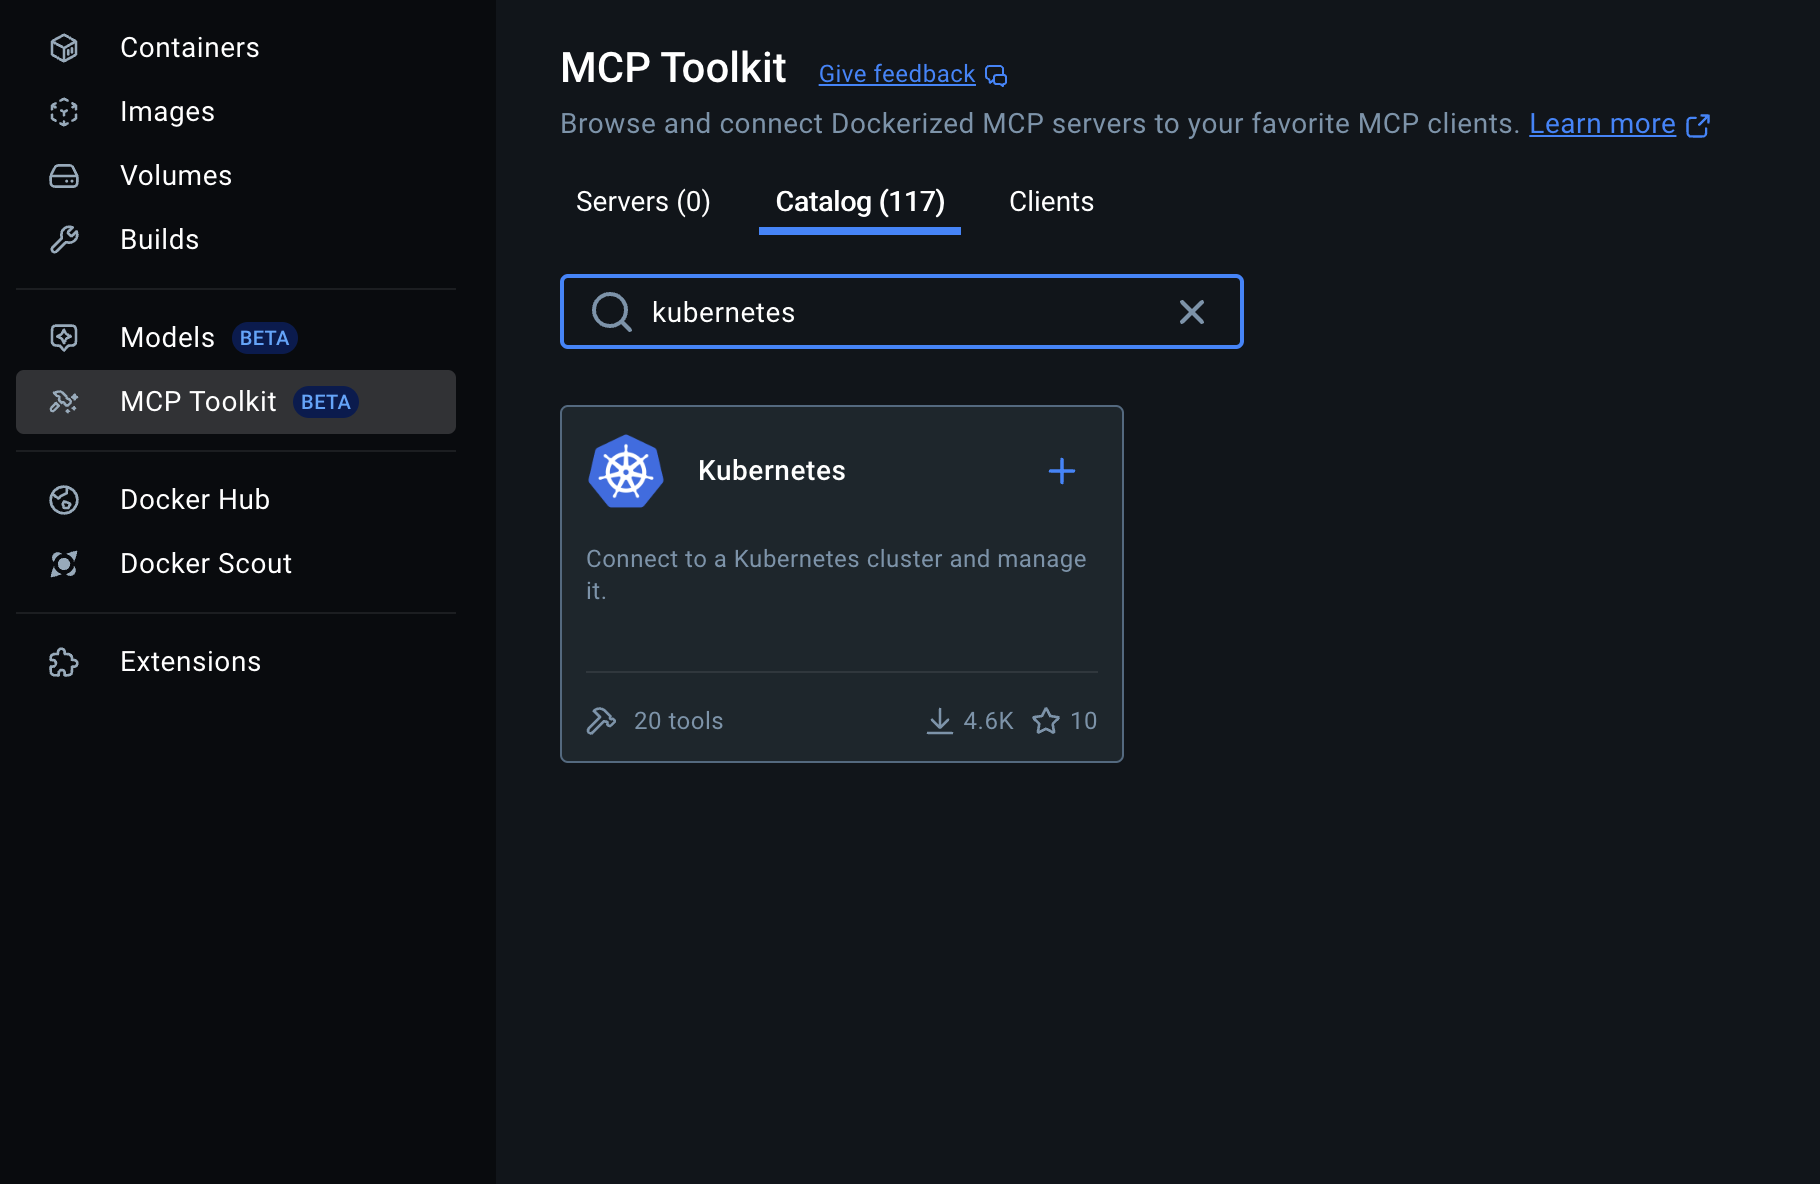 Containers
Images
Volumes
Builds
Models BETA
MCP Toolkit BETA
Docker Hub
Docker Scout
Extensions
MCP Toolkit Give feedback
Browse and connect Dockerized MCP servers to your favorite MCP clients. Learn more
Servers (0) Catalog (117) Clients
kubernetes
Kubernetes
Connect to a Kubernetes cluster and manage
it.
20 tools 4.6K 10